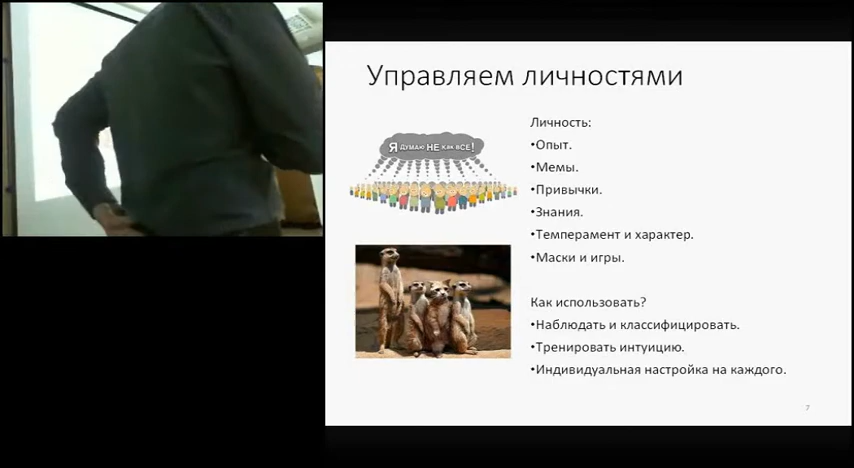 Управляем личностями
Я ДУМАЮ НЕ КАК ВСЕ!
Личность:
•Опыт.
•Мемы.
•Привычки.
•Знания.
•Темперамент и характер.
•Маски и игры.
Как использовать?
•Наблюдать и классифицировать.
•Тренировать интуицию.
•Индивидуальная настройка на каждого.
7